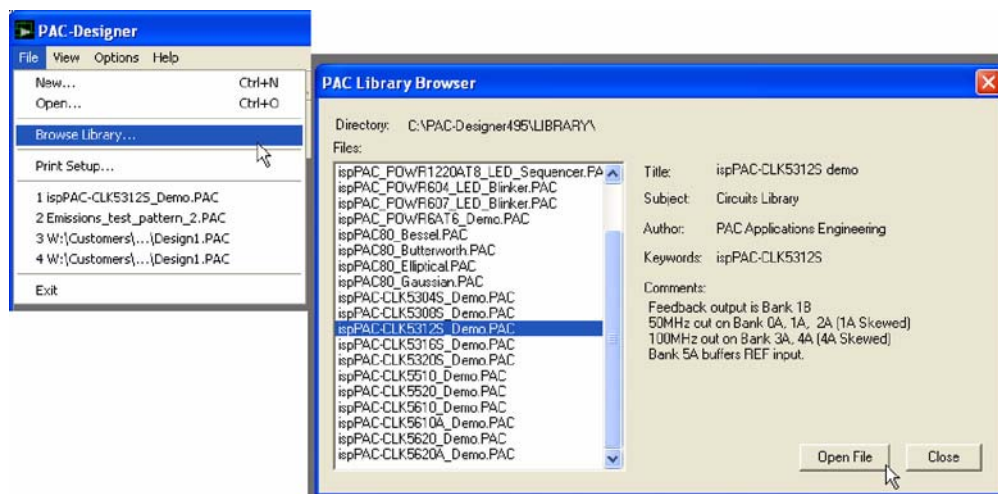 PAC-Designer
File View Options Help
New... Ctrl+N
Open... Ctrl+O
Browse Library...
Print Setup...
1 ispPAC-CLK5312S_Demo.PAC
2 Emissions_test_pattern_2.PAC
3 W:\Customers\...\Design1.PAC
4 W:\Customers\...\Design1.PAC
Exit
PAC Library Browser
Directory: C:\PAC-Designer495\LIBRARY\
Files:
ispPAC_POWR1220AT8_LED_Sequencer.PA
ispPAC_POWR604_LED_Blinker.PAC
ispPAC_POWR607_LED_Blinker.PAC
ispPAC_POWR6AT6_Demo.PAC
ispPAC80_Bessel.PAC
ispPAC80_Butterworth.PAC
ispPAC80_Elliptical.PAC
ispPAC80_Gaussian.PAC
ispPAC-CLK5304S_Demo.PAC
ispPAC-CLK5308S_Demo.PAC
ispPAC-CLK5312S_Demo.PAC
ispPAC-CLK5316S_Demo.PAC
ispPAC-CLK5320S_Demo.PAC
ispPAC-CLK5510_Demo.PAC
ispPAC-CLK5520_Demo.PAC
ispPAC-CLK5610_Demo.PAC
ispPAC-CLK5610A_Demo.PAC
ispPAC-CLK5620_Demo.PAC
ispPAC-CLK5620A_Demo.PAC
Title: ispPAC-CLK5312S demo
Subject: Circuits Library
Author: PAC Applications Engineering
Keywords: ispPAC-CLK5312S
Comments:
Feedback output is Bank 1B
50MHz out on Bank 0A, 1A, 2A (1A Skewed)
100MHz out on Bank 3A, 4A (4A Skewed)
Bank 5A buffers REF input.
Open File Close